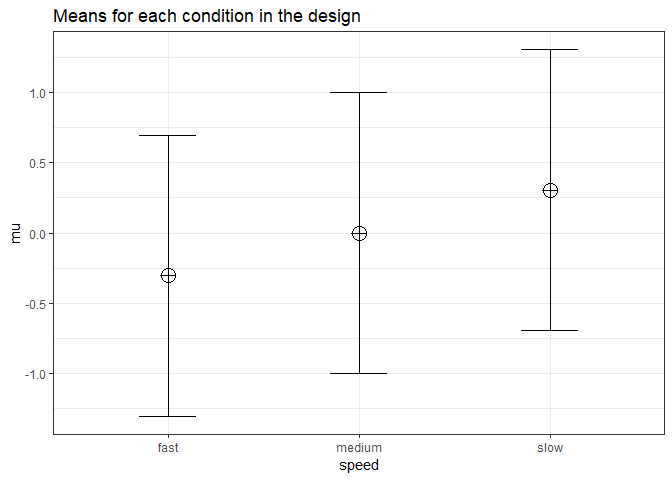 Means for each condition in the design
mu
1.0
0.5
0.0
-0.5
-1.0
fast medium slow
speed